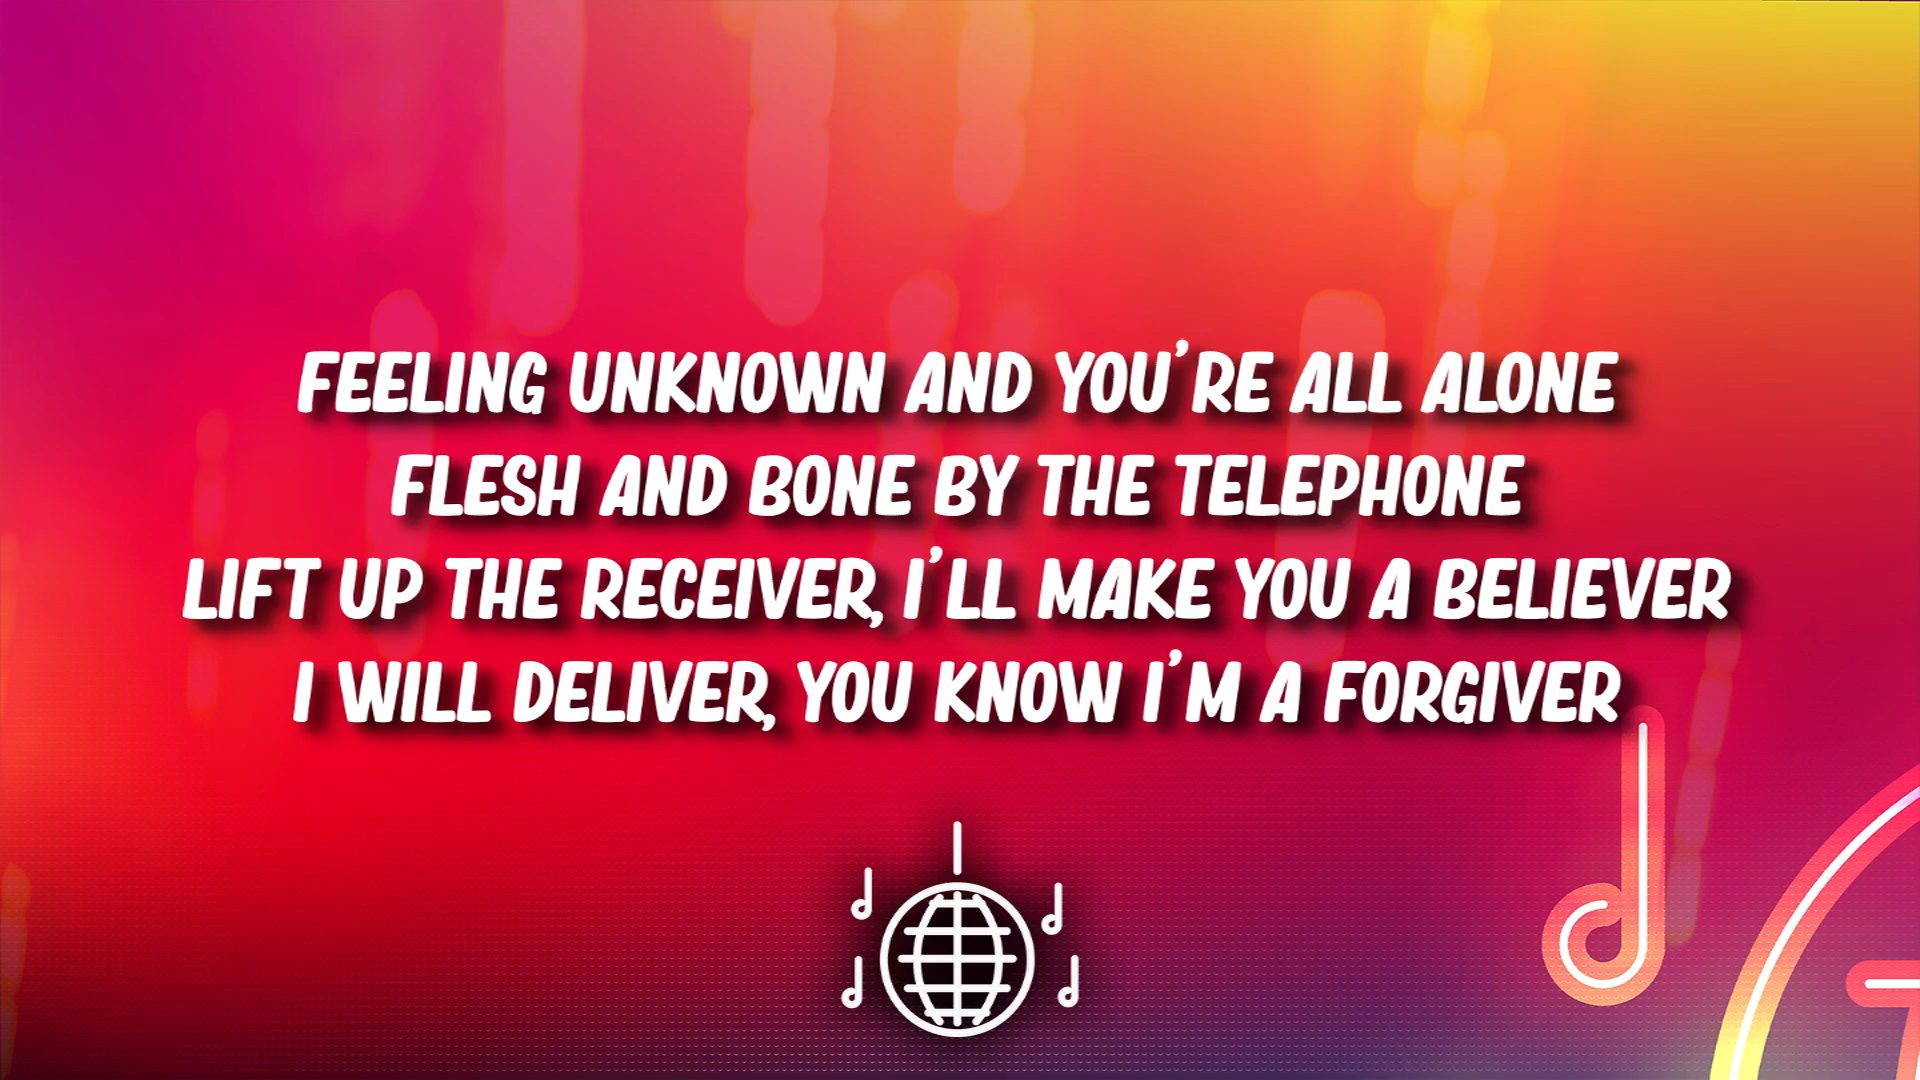 FEELING UNKNOWN AND YOU'RE ALL ALONE
FLESH AND BONE BY THE TELEPHONE
LIFT UP THE RECEIVER, I'LL MAKE YOU A BELIEVER
I WILL DELIVER, YOU KNOW I'M A FORGIVER